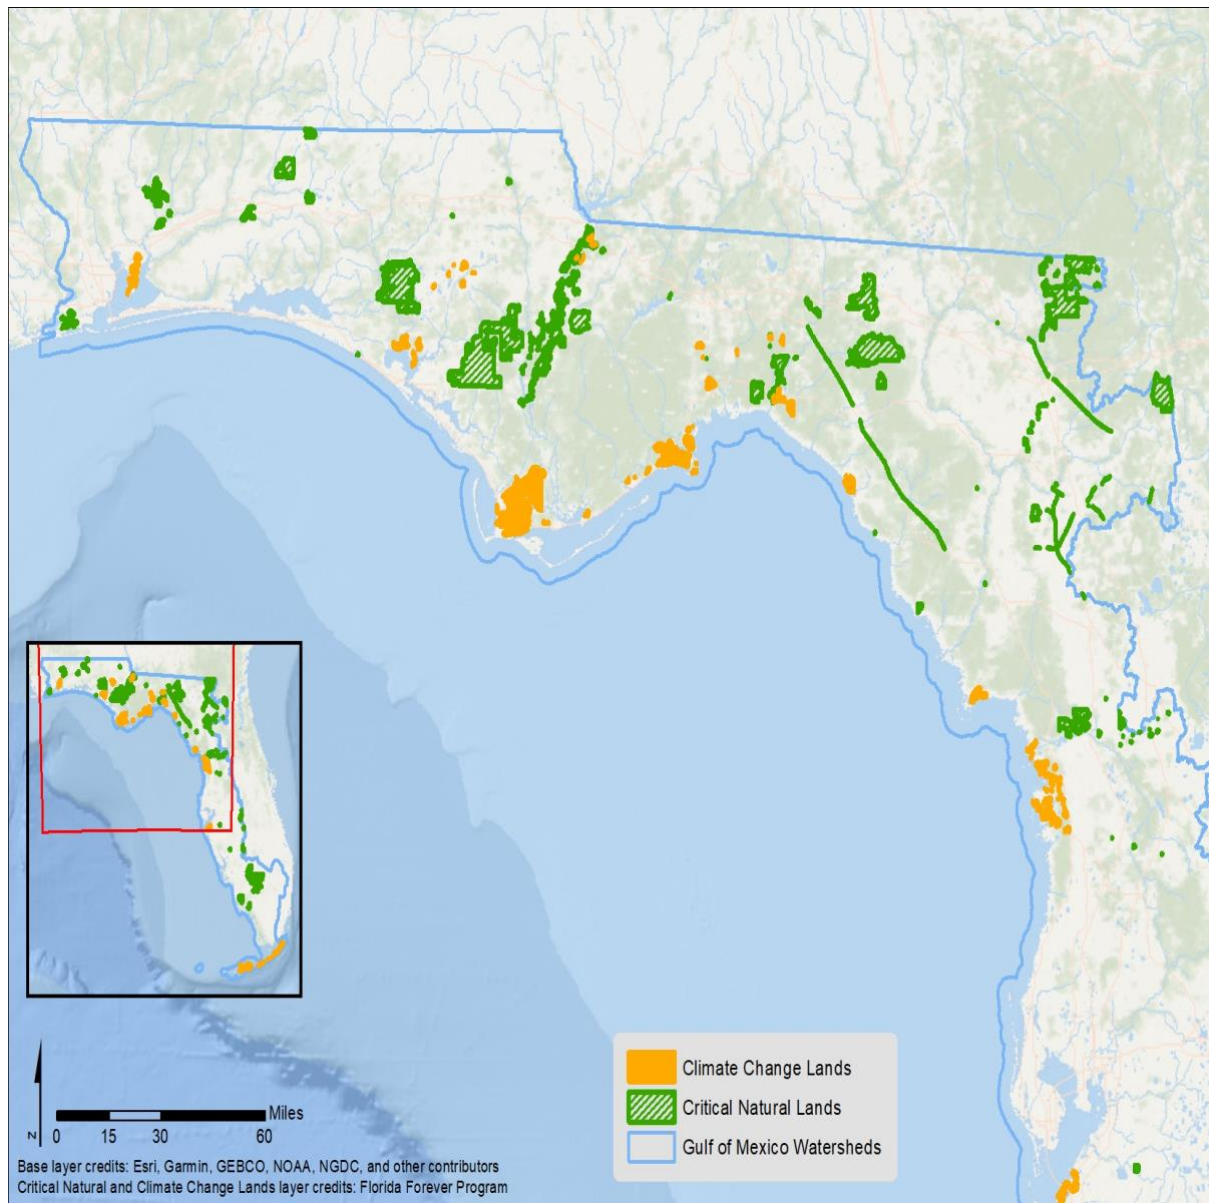 Climate Change Lands
Critical Natural Lands
Gulf of Mexico Watersheds
Miles
0 15 30 60
N
Base layer credits: Esri, Garmin, GEBCO, NOAA, NGDC, and other contributors
Critical Natural and Climate Change Lands layer credits: Florida Forever Program